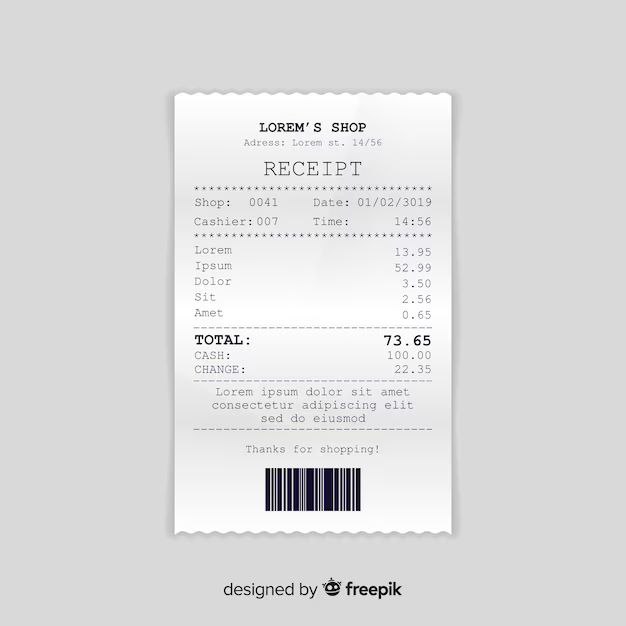 LOREM'S SHOP
Adress: Lorem st. 14/56
RECEIPT
*******************************
Shop: 0041 Date: 01/02/3019
Cashier: 007 Time: 14:56
*******************************
Lorem 13.95
Ipsum 52.99
Dolor 3.50
Sit 2.56
Amet 0.65
TOTAL: 73.65
CASH: 100.00
CHANGE: 22.35
Lorem ipsum dolor sit amet
consectetur adipiscing elit
sed do eiusmod
Thanks for shopping!
designed by freepik